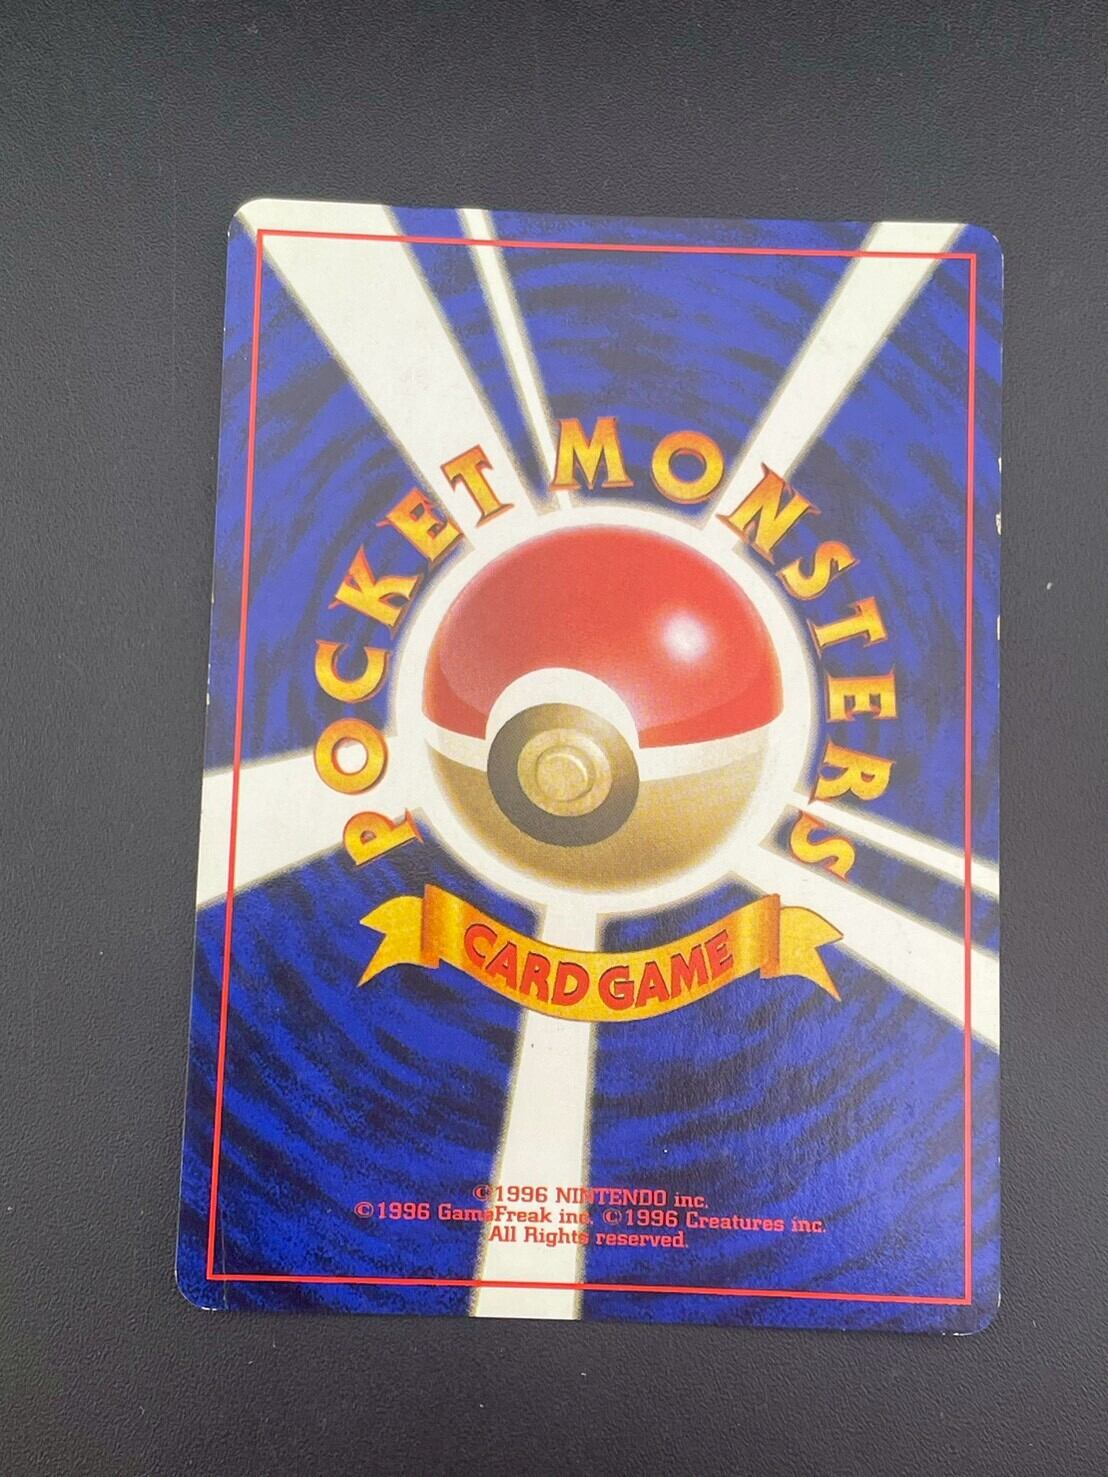 POCKET MONSTERS
CARD GAME
©1996 NINTENDO inc.
©1996 GameFreak inc. ©1996 Creatures inc.
All Rights reserved.